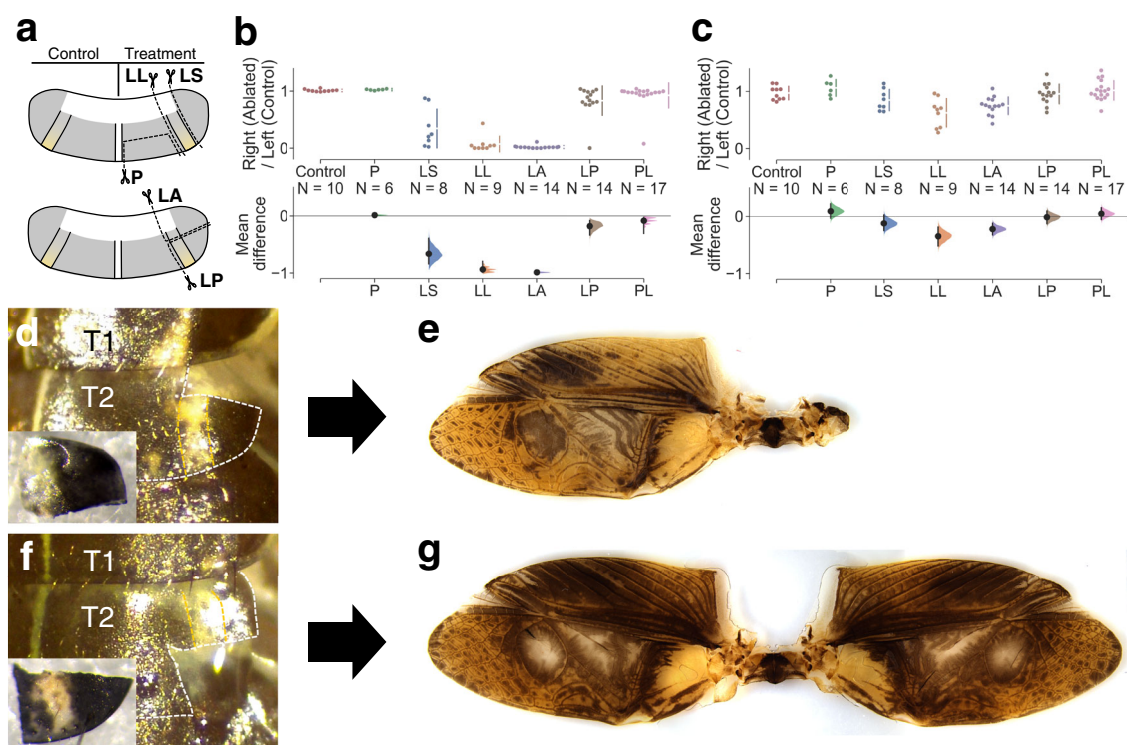 a
Control Treatment
LL LS
P
LA
LP
b
Right (Ablated)
/ Left (Control)
1
0
Control P LS LL LA LP PL
N = 10 N = 6 N = 8 N = 9 N = 14 N = 14 N = 17
Mean
difference
0
−1
P LS LL LA LP PL
c
Right (Ablated)
/ Left (Control)
1
0
Control P LS LL LA LP PL
N = 10 N = 6 N = 8 N = 9 N = 14 N = 14 N = 17
Mean
difference
0
−1
P LS LL LA LP PL
d
T1
T2
e
f
T1
T2
g